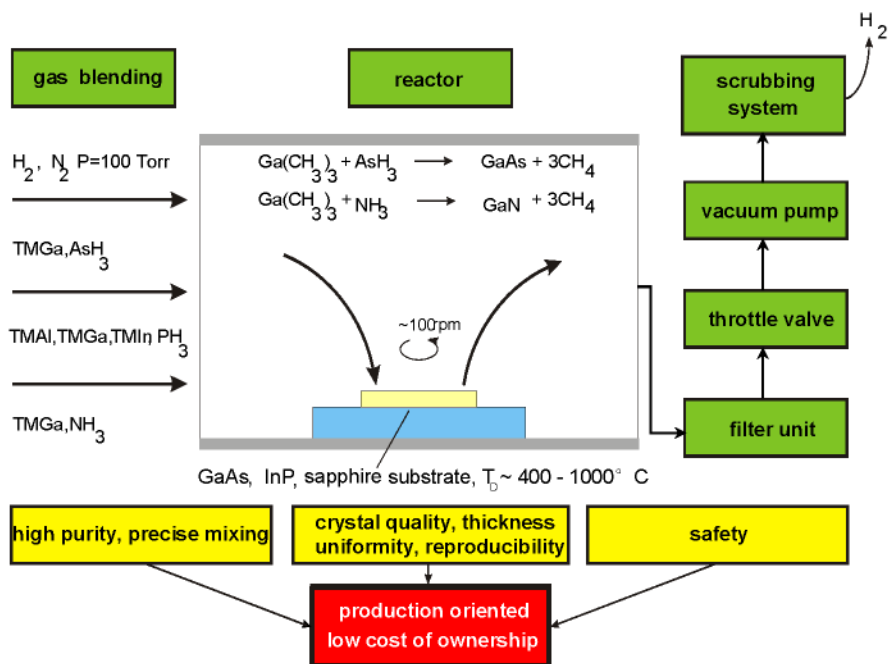 gas blending
reactor
scrubbing
system
H2
H2, N2 P=100 Torr
TMGa,AsH3
TMAl,TMGa,TMIn, PH3
TMGa,NH3
Ga(CH3)3 + AsH3 → GaAs + 3CH4
Ga(CH3)3 + NH3 → GaN + 3CH4
~100rpm
GaAs, InP, sapphire substrate, TD ~ 400 - 1000° C
vacuum pump
throttle valve
filter unit
high purity, precise mixing
crystal quality, thickness
uniformity, reproducibility
safety
production oriented
low cost of ownership